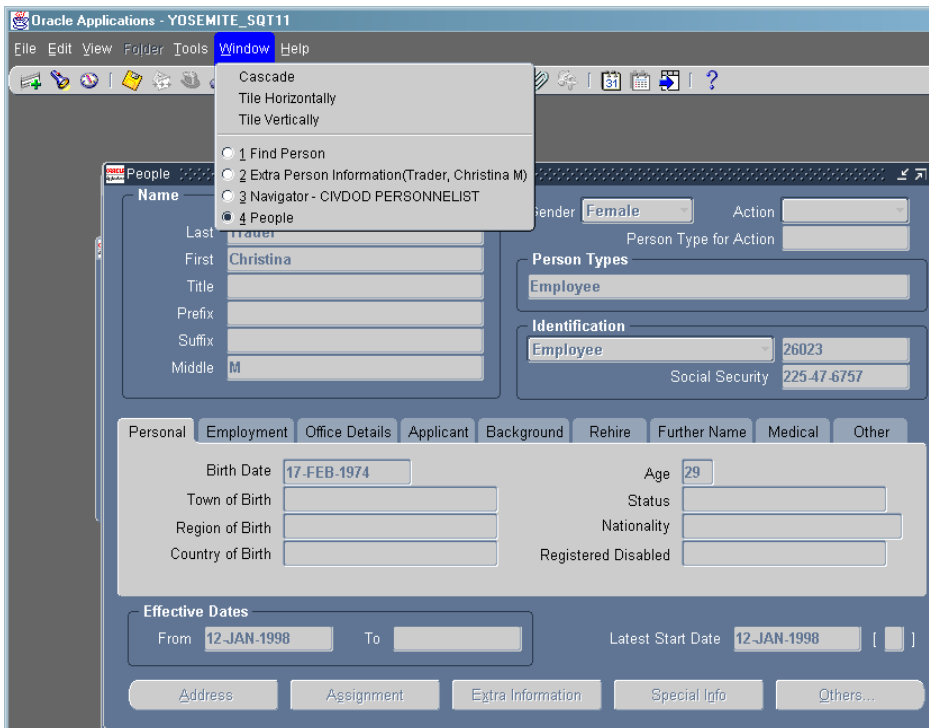 Oracle Applications - YOSEMITE_SQT11
File Edit View Folder Tools Window Help
Cascade
Tile Horizontally
Tile Vertically
1 Find Person
2 Extra Person Information(Trader, Christina M)
3 Navigator - CIVDOD PERSONNELIST
4 People
31
?
People
Name
Last Trader
First Christina
Title
Prefix
Suffix
Middle M
Gender Female Action
Person Type for Action
Person Types
Employee
Identification
Employee 26023
Social Security 225-47-6757
Personal Employment Office Details Applicant Background Rehire Further Name Medical Other
Birth Date 17-FEB-1974 Age 29
Town of Birth Status
Region of Birth Nationality
Country of Birth Registered Disabled
Effective Dates
From 12-JAN-1998 To Latest Start Date 12-JAN-1998 [ ]
Address Assignment Extra Information Special Info Others...